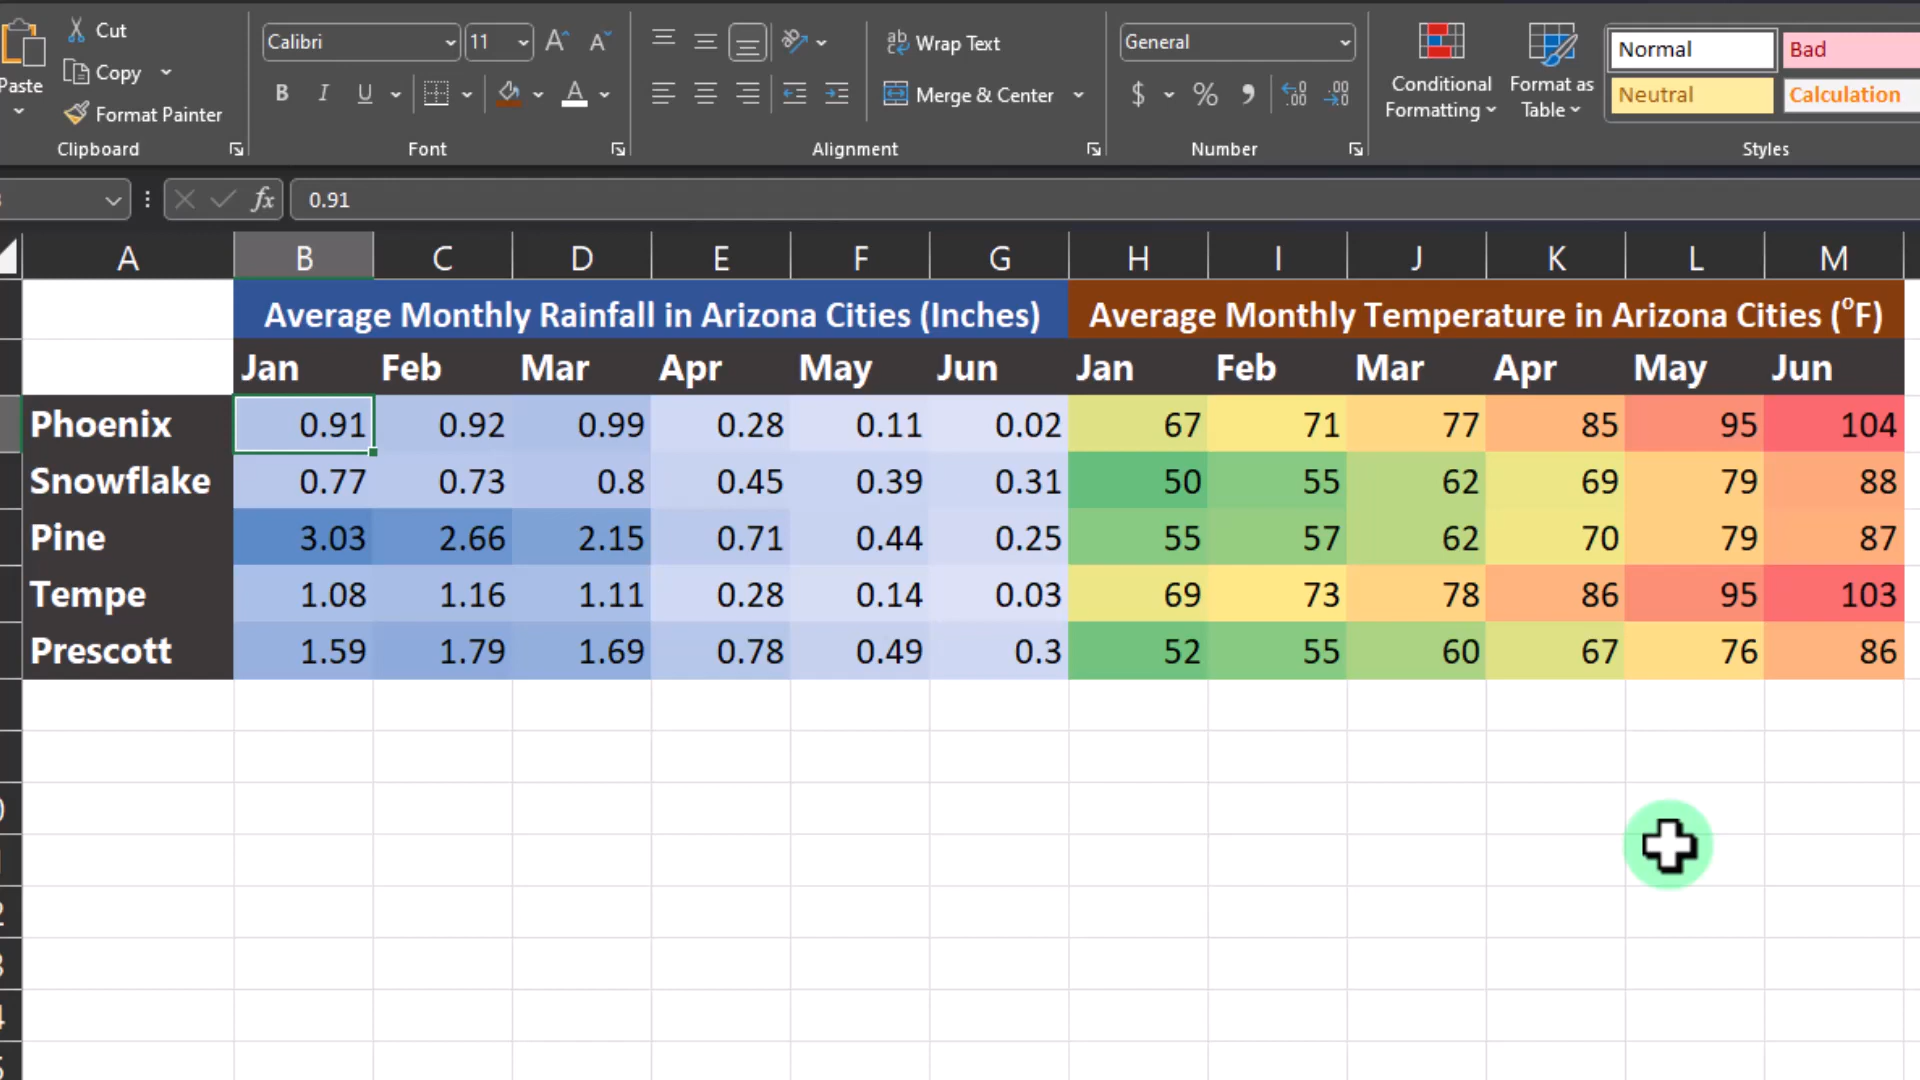 Cut
Copy
Paste
Format Painter
Clipboard
Calibri 11
B I U A
Font
ab Wrap Text
Merge & Center
Alignment
General
$ % 9 .00 .00
Number
Conditional Formatting
Format as Table
Normal Bad
Neutral Calculation
Styles
fx 0.91
A B C D E F G H I J K L M
Average Monthly Rainfall in Arizona Cities (Inches) Average Monthly Temperature in Arizona Cities (°F)
Jan Feb Mar Apr May Jun Jan Feb Mar Apr May Jun
Phoenix 0.91 0.92 0.99 0.28 0.11 0.02 67 71 77 85 95 104
Snowflake 0.77 0.73 0.8 0.45 0.39 0.31 50 55 62 69 79 88
Pine 3.03 2.66 2.15 0.71 0.44 0.25 55 57 62 70 79 87
Tempe 1.08 1.16 1.11 0.28 0.14 0.03 69 73 78 86 95 103
Prescott 1.59 1.79 1.69 0.78 0.49 0.3 52 55 60 67 76 86